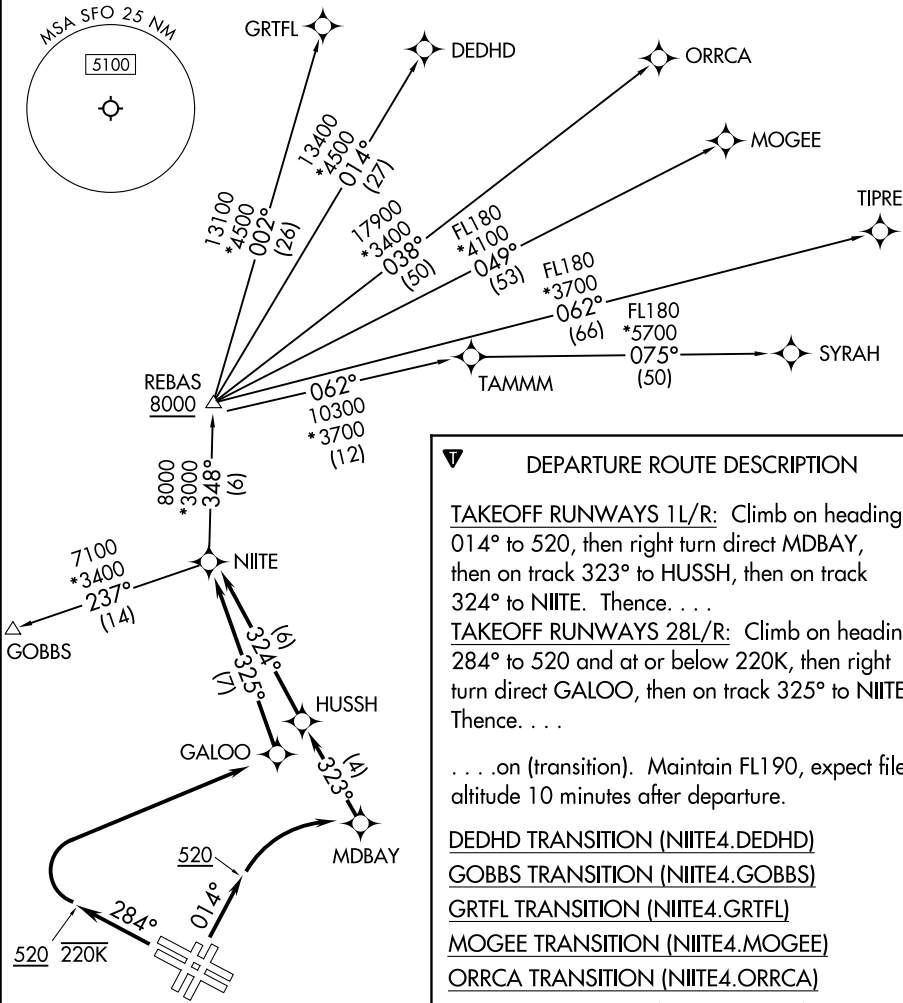 MSA SFO 25 NM
5100
GRTFL
DEDHD
ORRCA
MOGEE
TIPRE
SYRAH
TAMMM
13100
*4500
002°
(26)
13400
*4500
014°
(27)
17900
*3400
038°
(50)
FL180
*4100
049°
(53)
FL180
*3700
062°
(66)
FL180
*5700
075°
(50)
062°
10300
*3700
(12)
REBAS
8000
8000
*3000
348°
(6)
NIITE
7100
*3400
237°
(14)
GOBBS
324°
(6)
325°
(7)
HUSSH
GALOO
323°
(4)
MDBAY
520
014°
284°
520 220K
T
DEPARTURE ROUTE DESCRIPTION
TAKEOFF RUNWAYS 1L/R: Climb on heading
014° to 520, then right turn direct MDBAY,
then on track 323° to HUSSH, then on track
324° to NIITE. Thence. . . .
TAKEOFF RUNWAYS 28L/R: Climb on headin
284° to 520 and at or below 220K, then right
turn direct GALOO, then on track 325° to NIITE
Thence. . . .
. . . .on (transition). Maintain FL190, expect file
altitude 10 minutes after departure.
DEDHD TRANSITION (NIITE4.DEDHD)
GOBBS TRANSITION (NIITE4.GOBBS)
GRTFL TRANSITION (NIITE4.GRTFL)
MOGEE TRANSITION (NIITE4.MOGEE)
ORRCA TRANSITION (NIITE4.ORRCA)